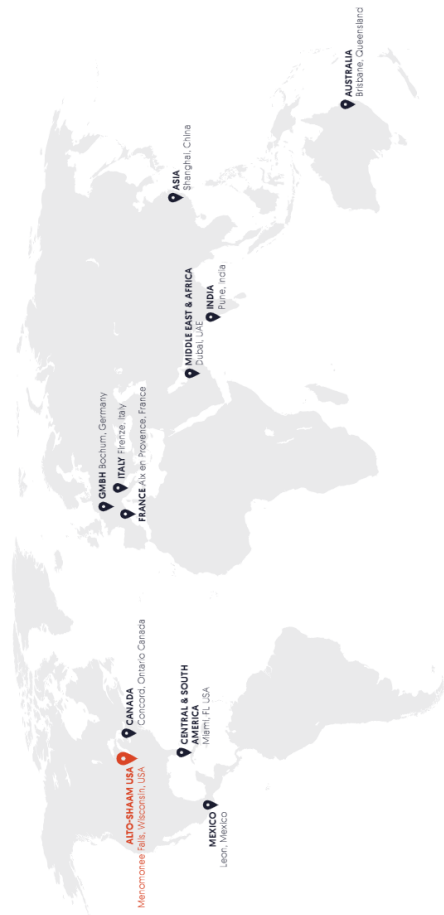 ALTO-SHAAM USA
Menomonee Falls, Wisconsin, USA
CANADA
Concord, Ontario Canada
CENTRAL & SOUTH
AMERICA
Miami, FL USA
MEXICO
Leon, Mexico
GMBH Bochum, Germany
ITALY Firenze, Italy
FRANCE Aix en Provence, France
MIDDLE EAST & AFRICA
Dubai, UAE
INDIA
Pune, India
ASIA
Shanghai, China
AUSTRALIA
Brisbane, Queensland